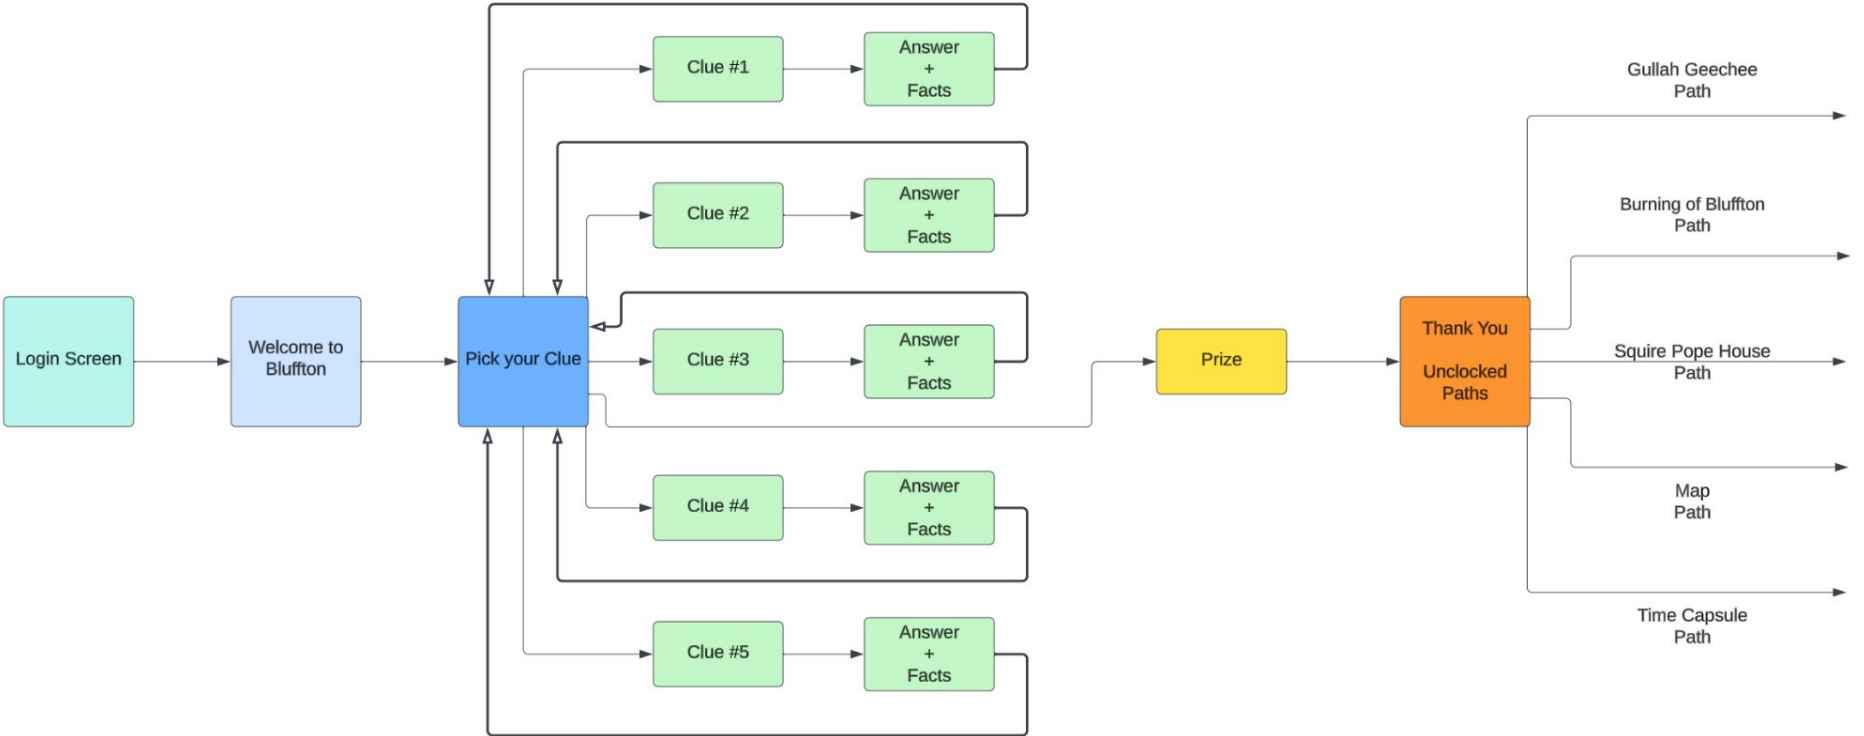 Login Screen
Welcome to
Bluffton
Pick your Clue
Clue #1
Answer
+
Facts
Clue #2
Answer
+
Facts
Clue #3
Answer
+
Facts
Clue #4
Answer
+
Facts
Clue #5
Answer
+
Facts
Prize
Thank You
Unclocked
Paths
Gullah Geechee
Path
Burning of Bluffton
Path
Squire Pope House
Path
Map
Path
Time Capsule
Path